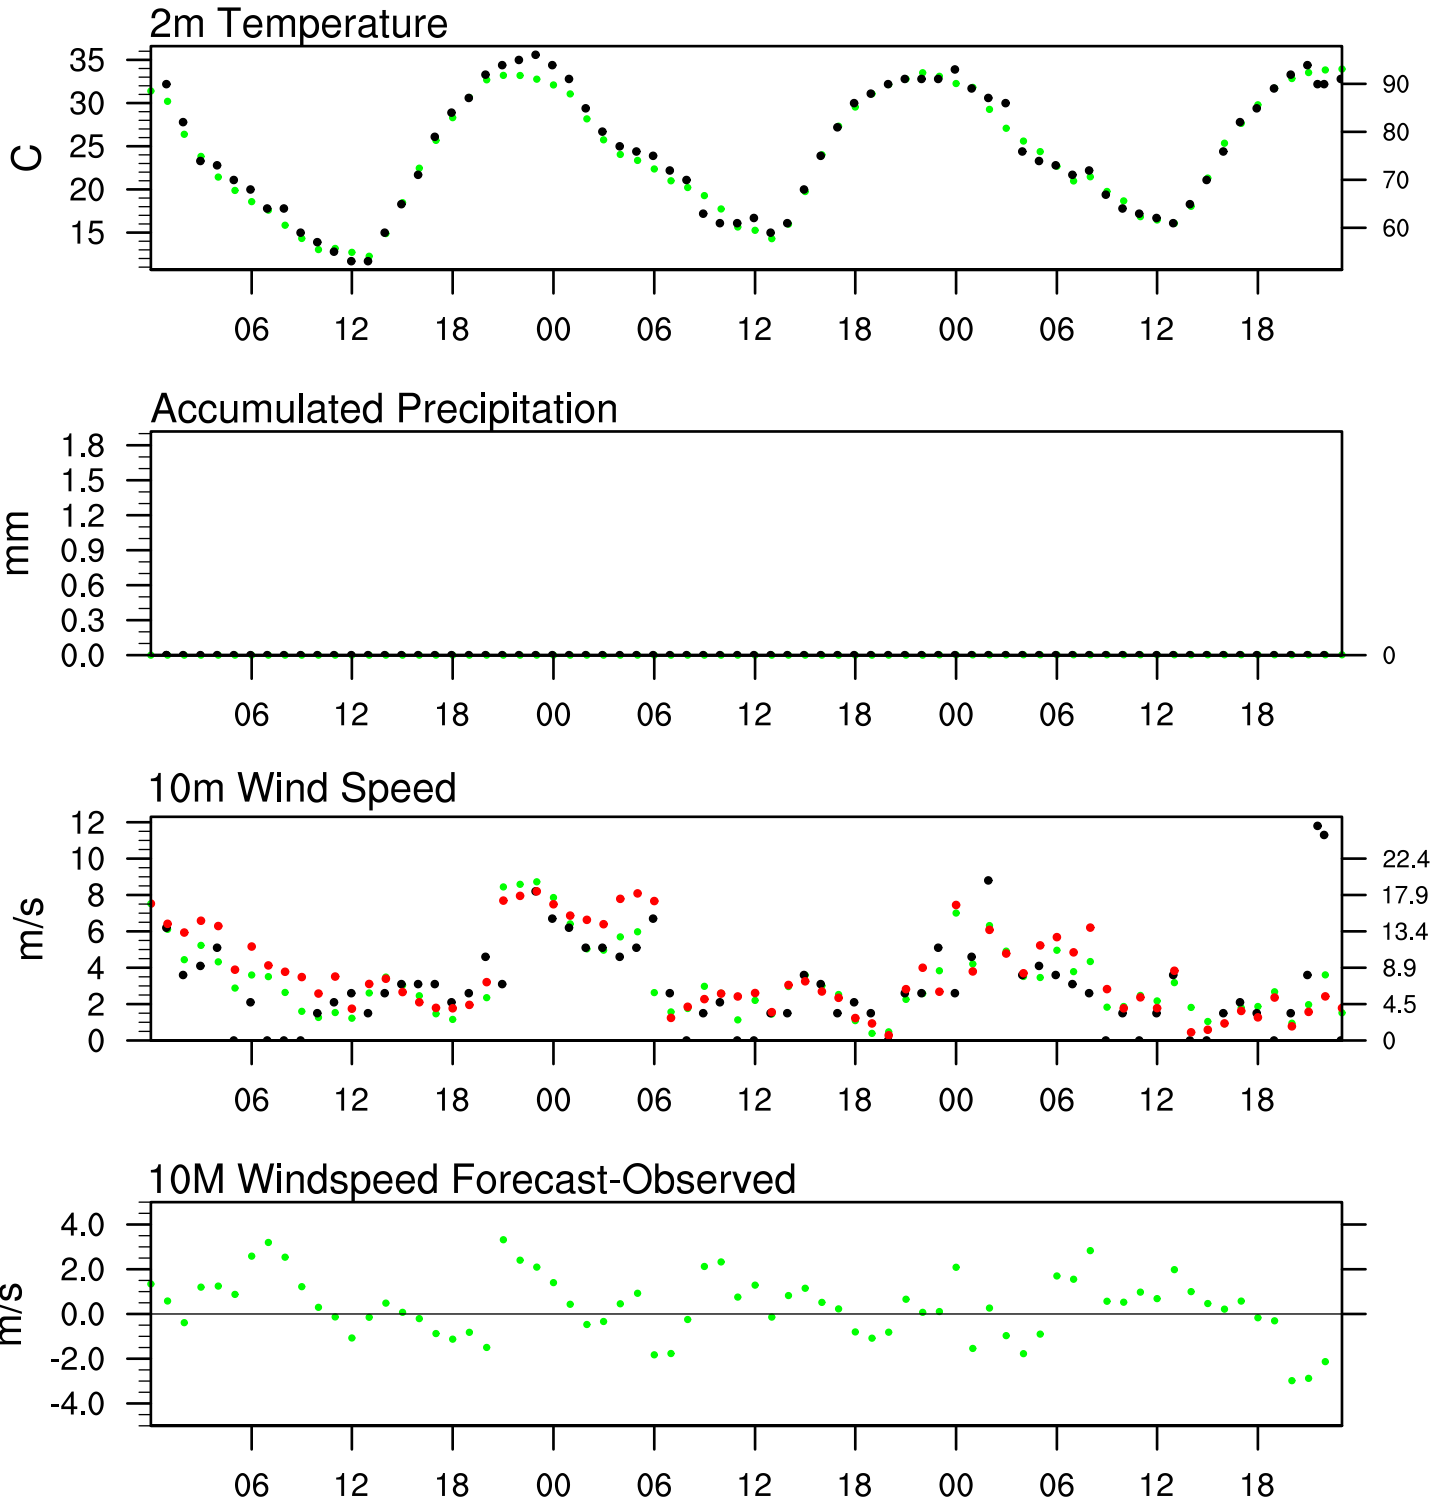 2m Temperature
35
30
25
20
15
C
90
80
70
60
06 12 18 00 06 12 18 00 06 12 18
Accumulated Precipitation
1.8
1.5
1.2
0.9
0.6
0.3
0.0
mm
0
06 12 18 00 06 12 18 00 06 12 18
10m Wind Speed
12
10
8
6
4
2
0
m/s
22.4
17.9
13.4
8.9
4.5
0
06 12 18 00 06 12 18 00 06 12 18
10M Windspeed Forecast-Observed
4.0
2.0
0.0
-2.0
-4.0
m/s
06 12 18 00 06 12 18 00 06 12 18